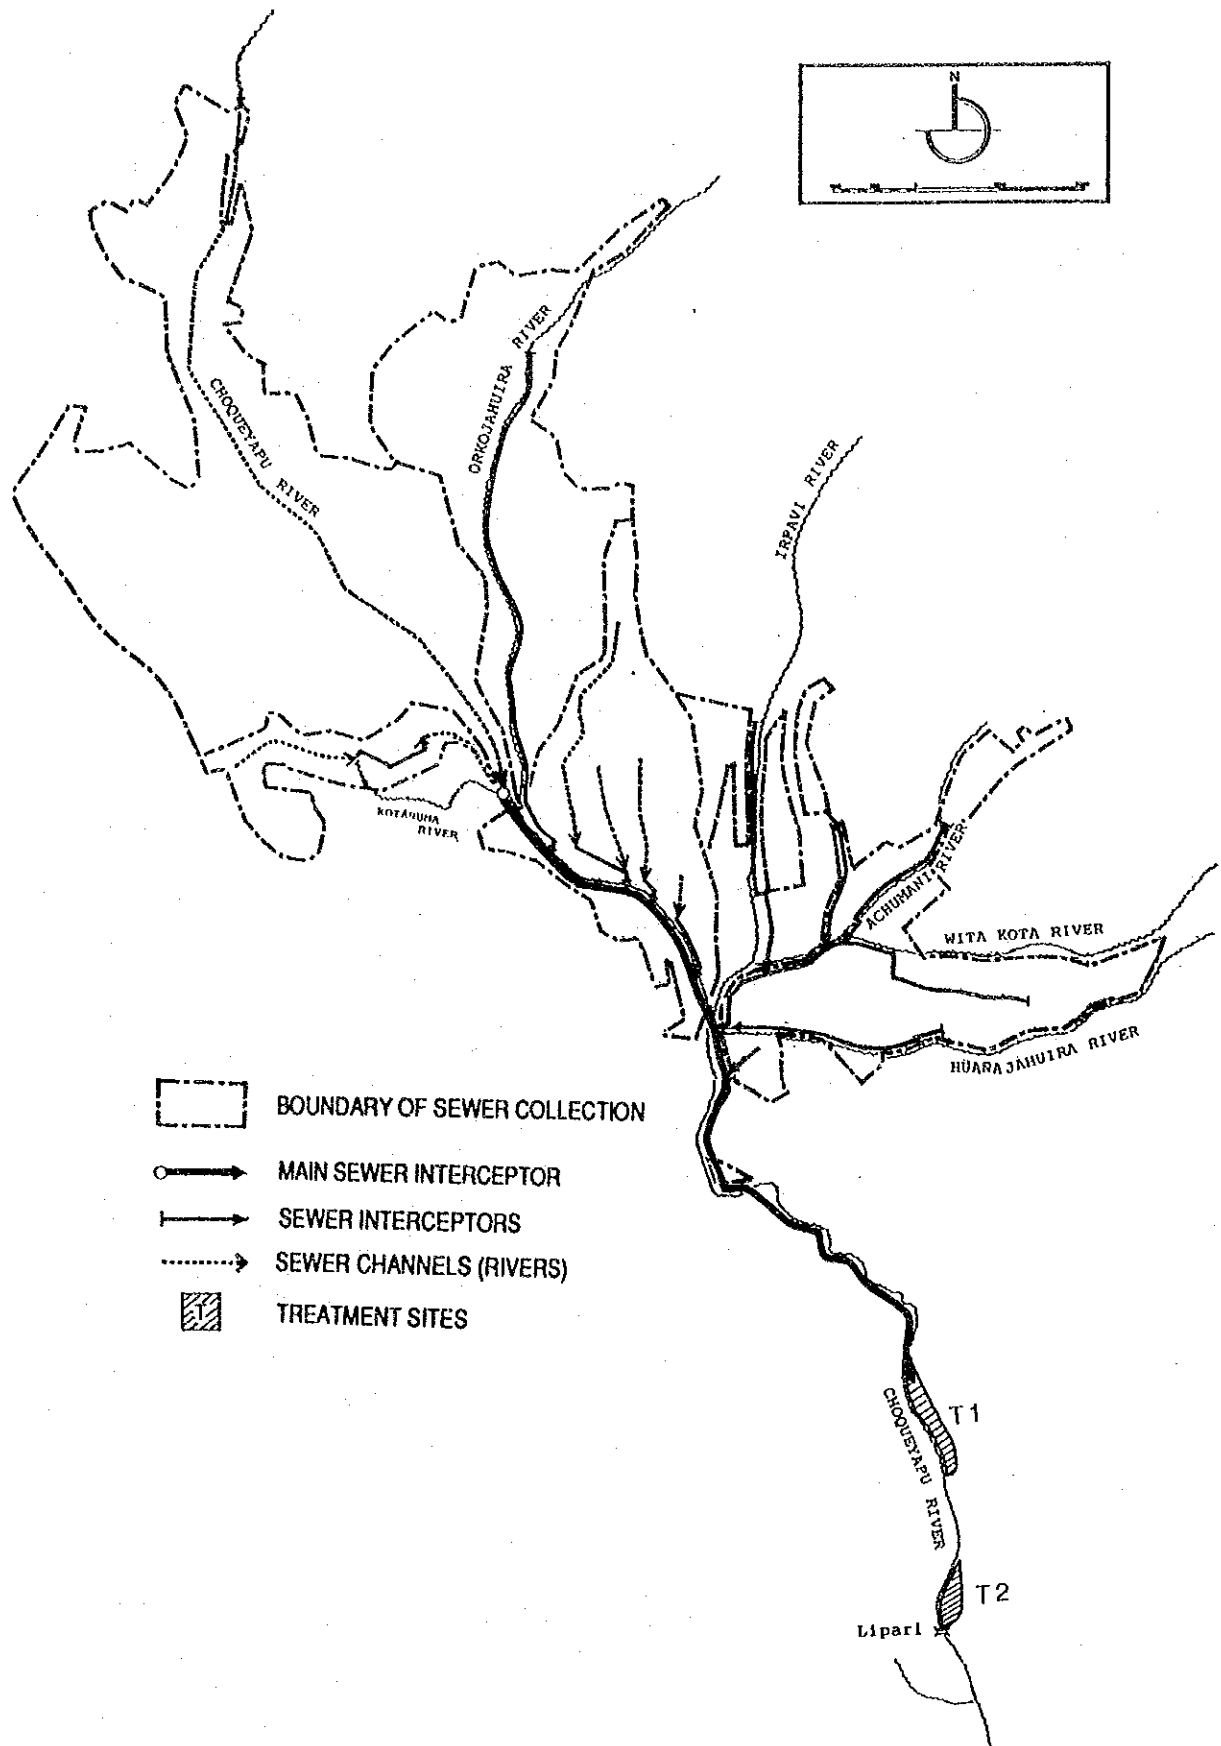 N
CHOQUEYAPU RIVER
ORKOJAHUIRA RIVER
IRPAVI RIVER
RIVER
ACHUMANI RIVER
WITA KOTA RIVER
HUARAJAHUIRA RIVER
BOUNDARY OF SEWER COLLECTION
MAIN SEWER INTERCEPTOR
SEWER INTERCEPTORS
SEWER CHANNELS (RIVERS)
T
TREATMENT SITES
T1
CHOQUEYAPU RIVER
T2
Lipari